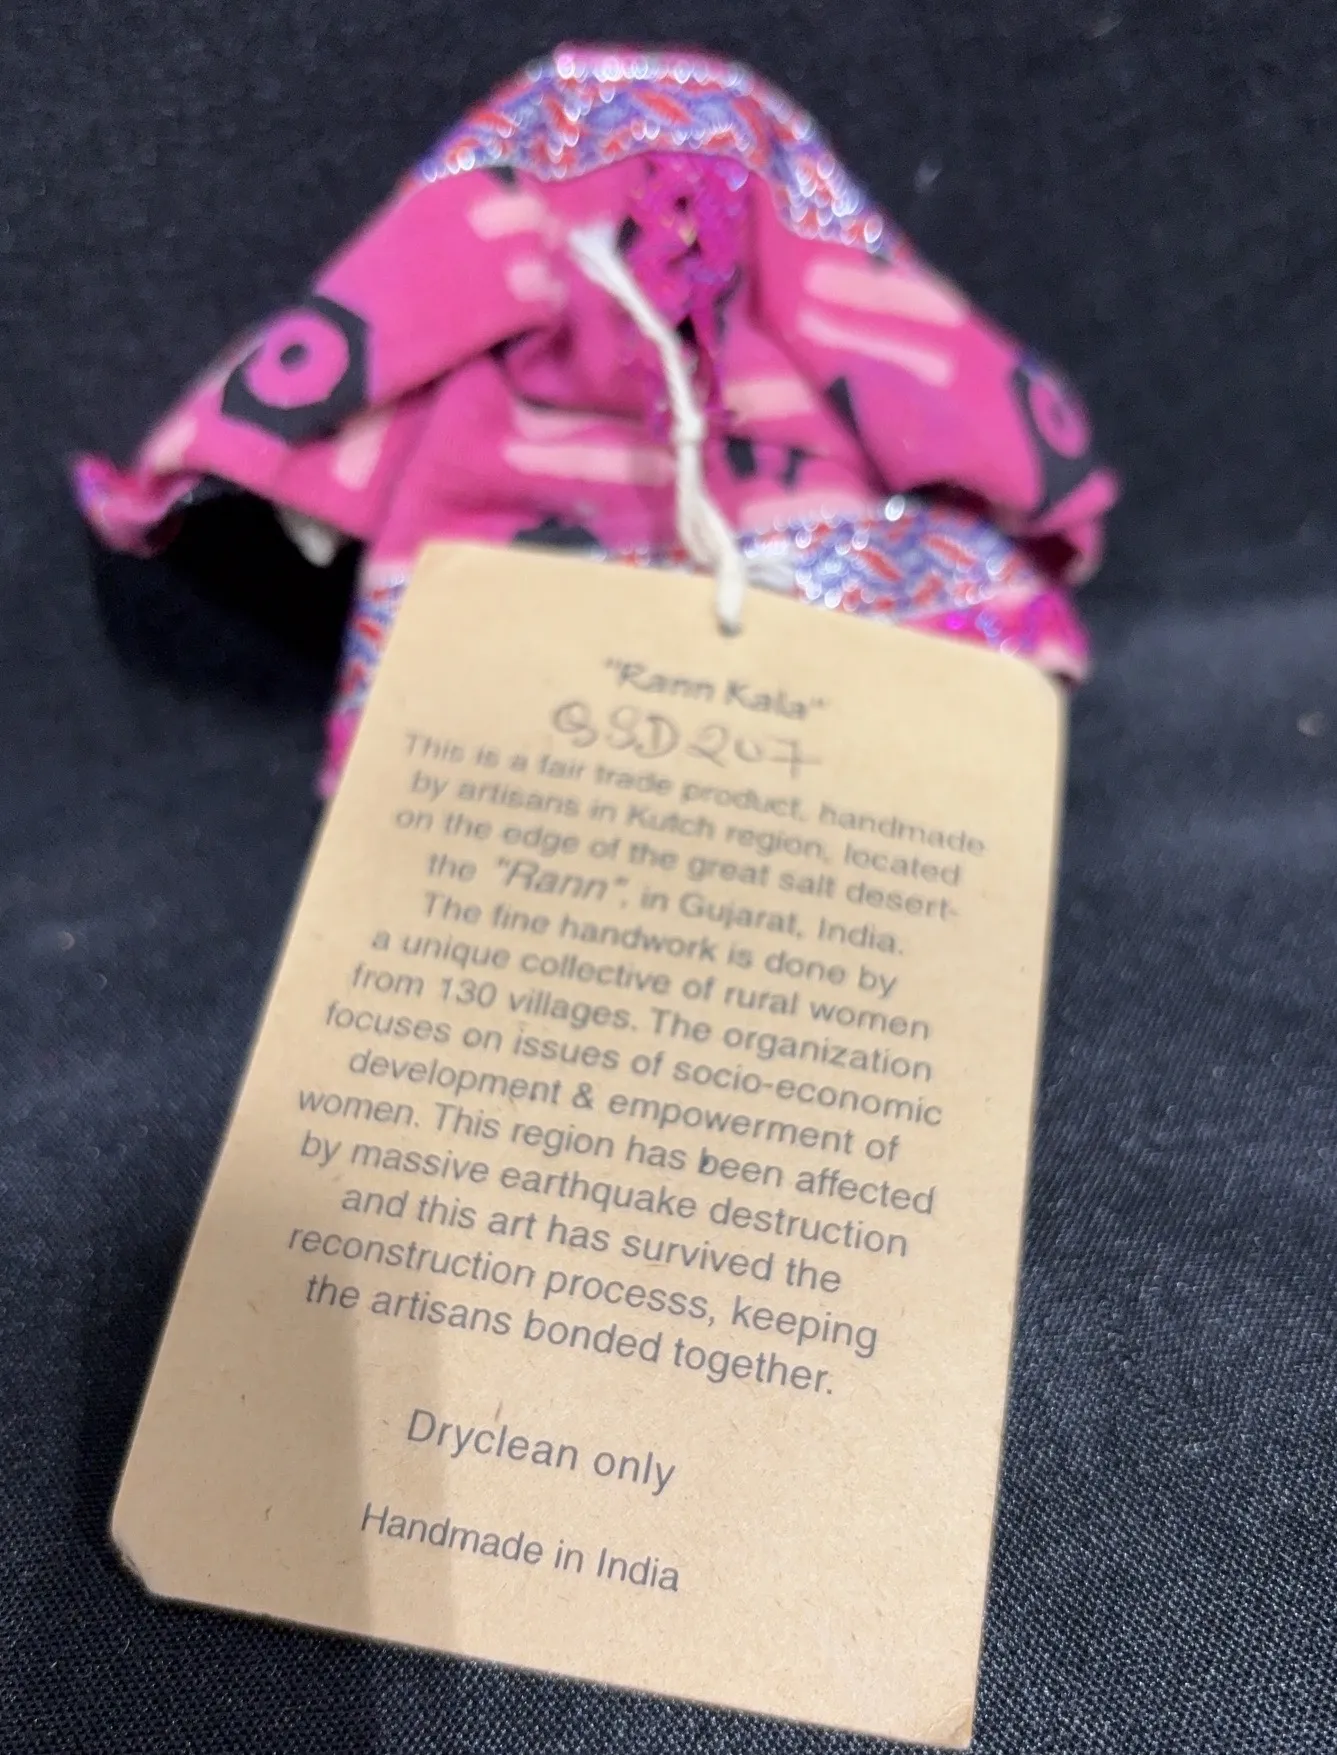 "Rann Kala"
QSD207
This is a fair trade product, handmade
by artisans in Kutch region, located
on the edge of the great salt desert-
the "Rann", in Gujarat, India.
The fine handwork is done by
a unique collective of rural women
from 130 villages. The organization
focuses on issues of socio-economic
development & empowerment of
women. This region has been affected
by massive earthquake destruction
and this art has survived the
reconstruction processs, keeping
the artisans bonded together.
Dryclean only
Handmade in India